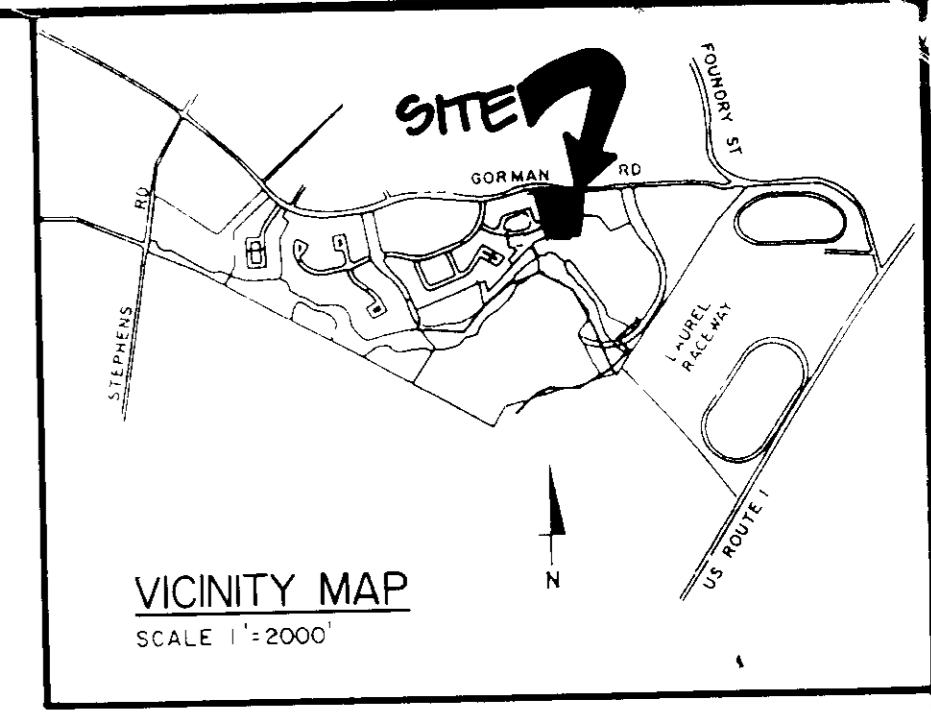 SITE
FOUNDRY ST
GORMAN RD
STEPHENS RD
LAUREL
RACEWAY
US ROUTE 1
N
VICINITY MAP
SCALE 1'=2000'